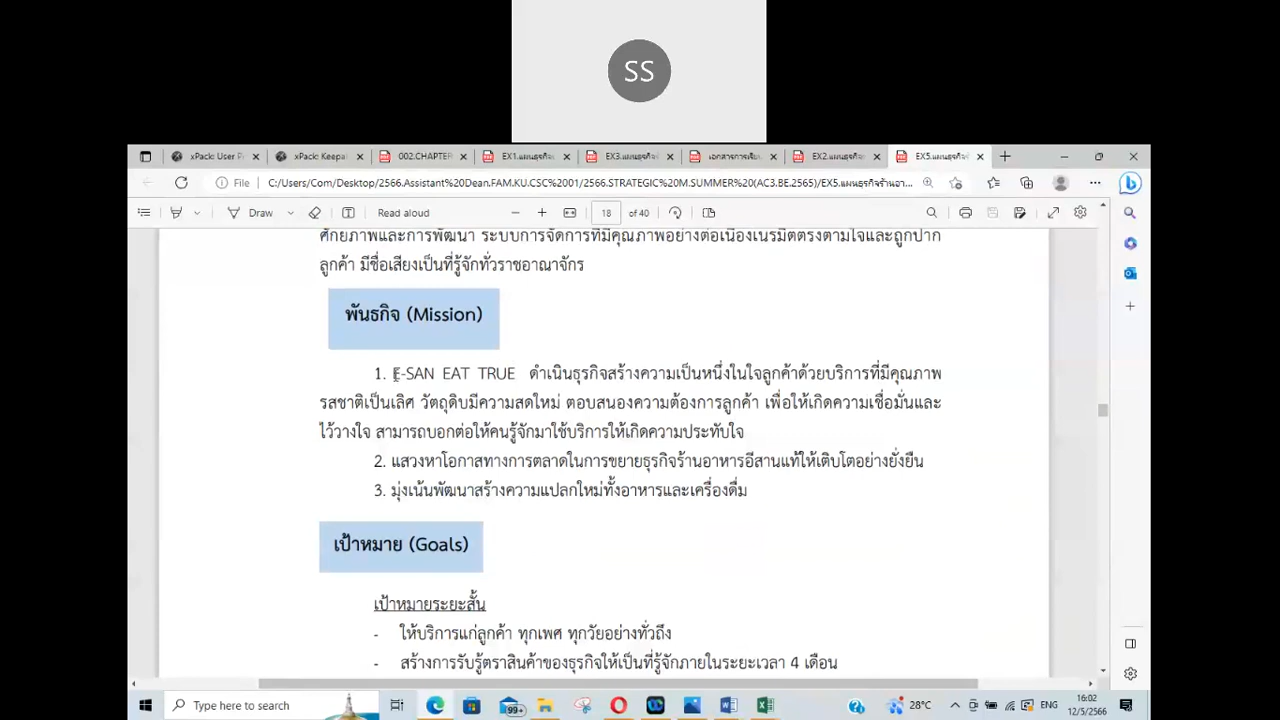 SS
xPack: User P
xPack: Keepal
002.CHAPTER
EX1.แผนธุรกิจ
EX3.แผนธุรกิจ
เอกสารการเรีย
EX2.แผนธุรกิจ
EX5.แผนธุรกิจร้
File
C:/Users/Com/Desktop/2566.Assistant%20Dean.FAM.KU.CSC%2001/2566.STRATEGIC%20M.SUMMER%20(AC3.BE.2565)/EX5.แผนธุรกิจร้านอา...
Draw
Read aloud
18
of 40
ศักยภาพและการพัฒนา ระบบการจัดการที่มีคุณภาพอย่างต่อเนื่องเนรมิตตรงตามใจและถูกปาก
ลูกค้า มีชื่อเสียงเป็นที่รู้จักทั่วราชอาณาจักร
พันธกิจ (Mission)
1. E-SAN EAT TRUE ดำเนินธุรกิจสร้างความเป็นหนึ่งในใจลูกค้าด้วยบริการที่มีคุณภาพ
รสชาติเป็นเลิศ วัตถุดิบมีความสดใหม่ ตอบสนองความต้องการลูกค้า เพื่อให้เกิดความเชื่อมั่นและ
ไว้วางใจ สามารถบอกต่อให้คนรู้จักมาใช้บริการให้เกิดความประทับใจ
2. แสวงหาโอกาสทางการตลาดในการขยายธุรกิจร้านอาหารอีสานแท้ให้เติบโตอย่างยั่งยืน
3. มุ่งเน้นพัฒนาสร้างความแปลกใหม่ทั้งอาหารและเครื่องดื่ม
เป้าหมาย (Goals)
เป้าหมายระยะสั้น
- ให้บริการแก่ลูกค้า ทุกเพศ ทุกวัยอย่างทั่วถึง
- สร้างการรับรู้ตราสินค้าของธุรกิจให้เป็นที่รู้จักภายในระยะเวลา 4 เดือน
Type here to search
99+
28°C
ENG
16:02
12/5/2566